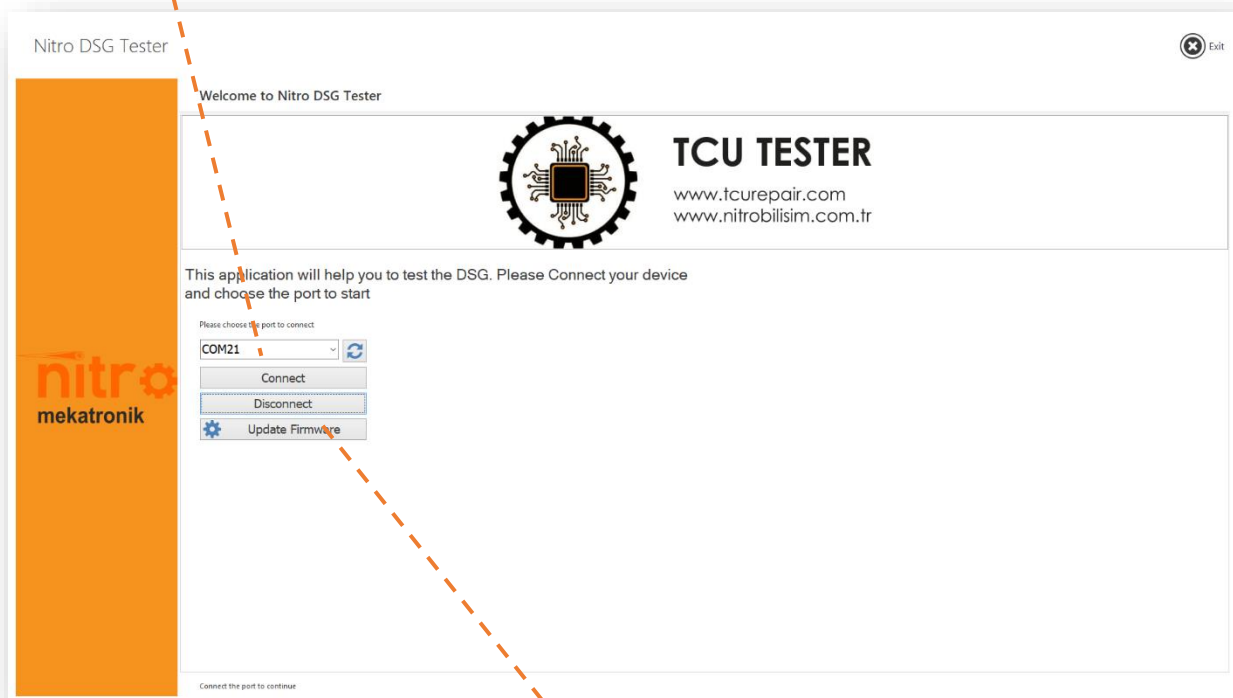 Nitro DSG Tester
Exit
Welcome to Nitro DSG Tester
TCU TESTER
www.tcurepair.com
www.nitrobilisim.com.tr
This application will help you to test the DSG. Please Connect your device
and choose the port to start
Please choose the port to connect
COM21
Connect
Disconnect
Update Firmware
nitro
mekatronik
Connect the port to continue